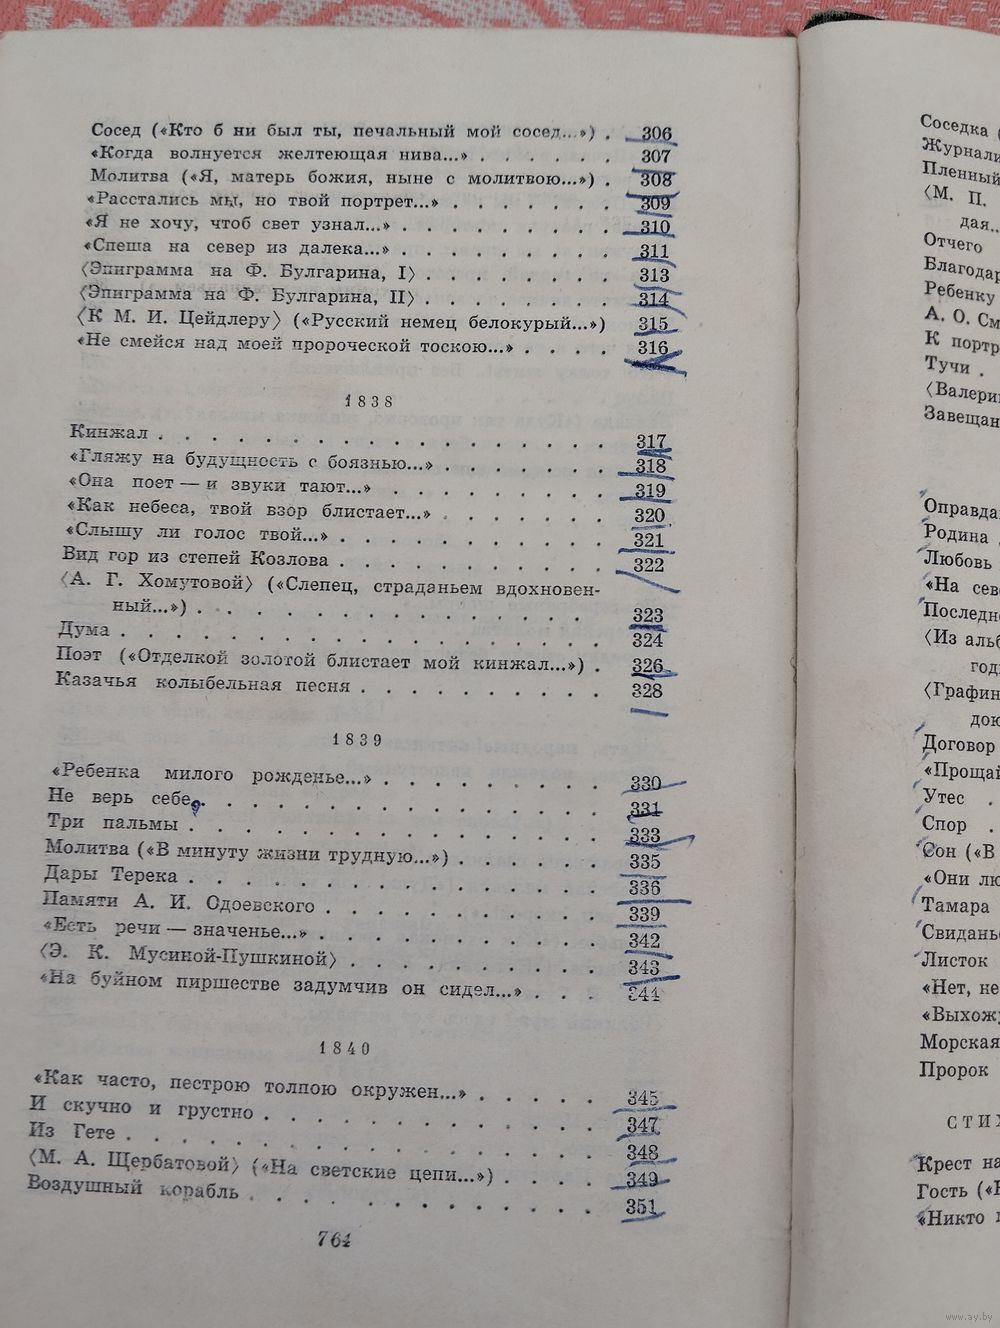 Сосед («Кто б ни был ты, печальный мой сосед...») . 306
«Когда волнуется желтеющая нива...» . . . . . . 307
Молитва («Я, матерь божия, ныне с молитвою...») . 308
«Расстались мы, но твой портрет...» . . . . . . . 309
«Я не хочу, чтоб свет узнал...» . . . . . . . . . 310
«Спеша на север из далека...» . . . . . . . . . 311
〈Эпиграмма на Ф. Булгарина, I〉 . . . . . . . . 313
〈Эпиграмма на Ф. Булгарина, II〉 . . . . . . . . 314
〈К М. И. Цейдлеру〉 («Русский немец белокурый...») 315
«Не смейся над моей пророческой тоскою...» . . . . 316
1838
Кинжал . . . . . . . . . . . . . . . . . 317
«Гляжу на будущность с боязнью...» . . . . . . . 318
«Она поет — и звуки тают...» . . . . . . . . . 319
«Как небеса, твой взор блистает...» . . . . . . . 320
«Слышу ли голос твой...» . . . . . . . . . . . 321
Вид гор из степей Козлова . . . . . . . . . . . 322
〈А. Г. Хомутовой〉 («Слепец, страданьем вдохновен-
ный...») . . . . . . . . . . . . . . . 323
Дума . . . . . . . . . . . . . . . . . . 324
Поэт («Отделкой золотой блистает мой кинжал...») . 326
Казачья колыбельная песня . . . . . . . . . . 328
1839
«Ребенка милого рожденье...» . . . . . . . . . 330
Не верь себе . . . . . . . . . . . . . . . 331
Три пальмы . . . . . . . . . . . . . . . . 333
Молитва («В минуту жизни трудную...») . . . . . . 335
Дары Терека . . . . . . . . . . . . . . . . 336
Памяти А. И. Одоевского . . . . . . . . . . . 339
«Есть речи — значенье...» . . . . . . . . . . . 342
〈Э. К. Мусиной-Пушкиной〉 . . . . . . . . . . 343
«На буйном пиршестве задумчив он сидел...» . . . 344
1840
«Как часто, пестрою толпою окружен...» . . . . . 345
И скучно и грустно . . . . . . . . . . . . . 347
Из Гете . . . . . . . . . . . . . . . . . . 348
〈М. А. Щербатовой〉 («На светские цепи...») . . . . 349
Воздушный корабль . . . . . . . . . . . . . 351
764
Соседка (
Журнали
Пленный
〈М. П.
дая..
Отчего
Благодар
Ребенку
А. О. См
К портр
Тучи .
〈Валери
Завещан
Оправда
Родина
Любовь
«На сев
Последн
〈Из аль
год
〈Графин
дою
Договор
«Прощай
Утес .
Спор .
Сон («В
«Они лю
Тамара
Свидань
Листок
«Нет, не
«Выхож
Морская
Пророк
СТИХ
Крест на
Гость («
«Никто
www.ay.by